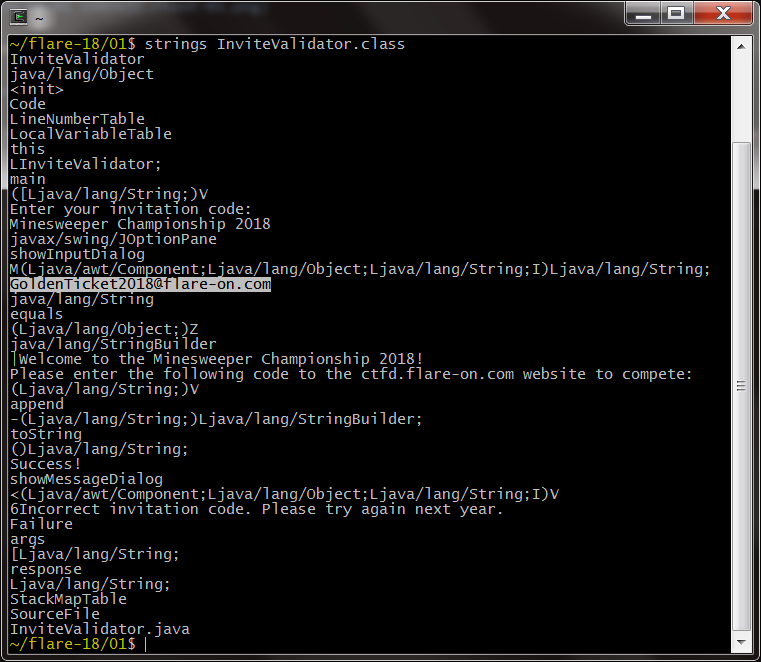 ~
~/flare-18/01$ strings InviteValidator.class
InviteValidator
java/lang/Object
<init>
Code
LineNumberTable
LocalVariableTable
this
LInviteValidator;
main
([Ljava/lang/String;)V
Enter your invitation code:
Minesweeper Championship 2018
javax/swing/JOptionPane
showInputDialog
M(Ljava/awt/Component;Ljava/lang/Object;Ljava/lang/String;I)Ljava/lang/String;
GoldenTicket2018@flare-on.com
java/lang/String
equals
(Ljava/lang/Object;)Z
java/lang/StringBuilder
|Welcome to the Minesweeper Championship 2018!
Please enter the following code to the ctfd.flare-on.com website to compete:
(Ljava/lang/String;)V
append
-(Ljava/lang/String;)Ljava/lang/StringBuilder;
toString
()Ljava/lang/String;
Success!
showMessageDialog
<(Ljava/awt/Component;Ljava/lang/Object;Ljava/lang/String;I)V
6Incorrect invitation code. Please try again next year.
Failure
args
[Ljava/lang/String;
response
Ljava/lang/String;
StackMapTable
SourceFile
InviteValidator.java
~/flare-18/01$